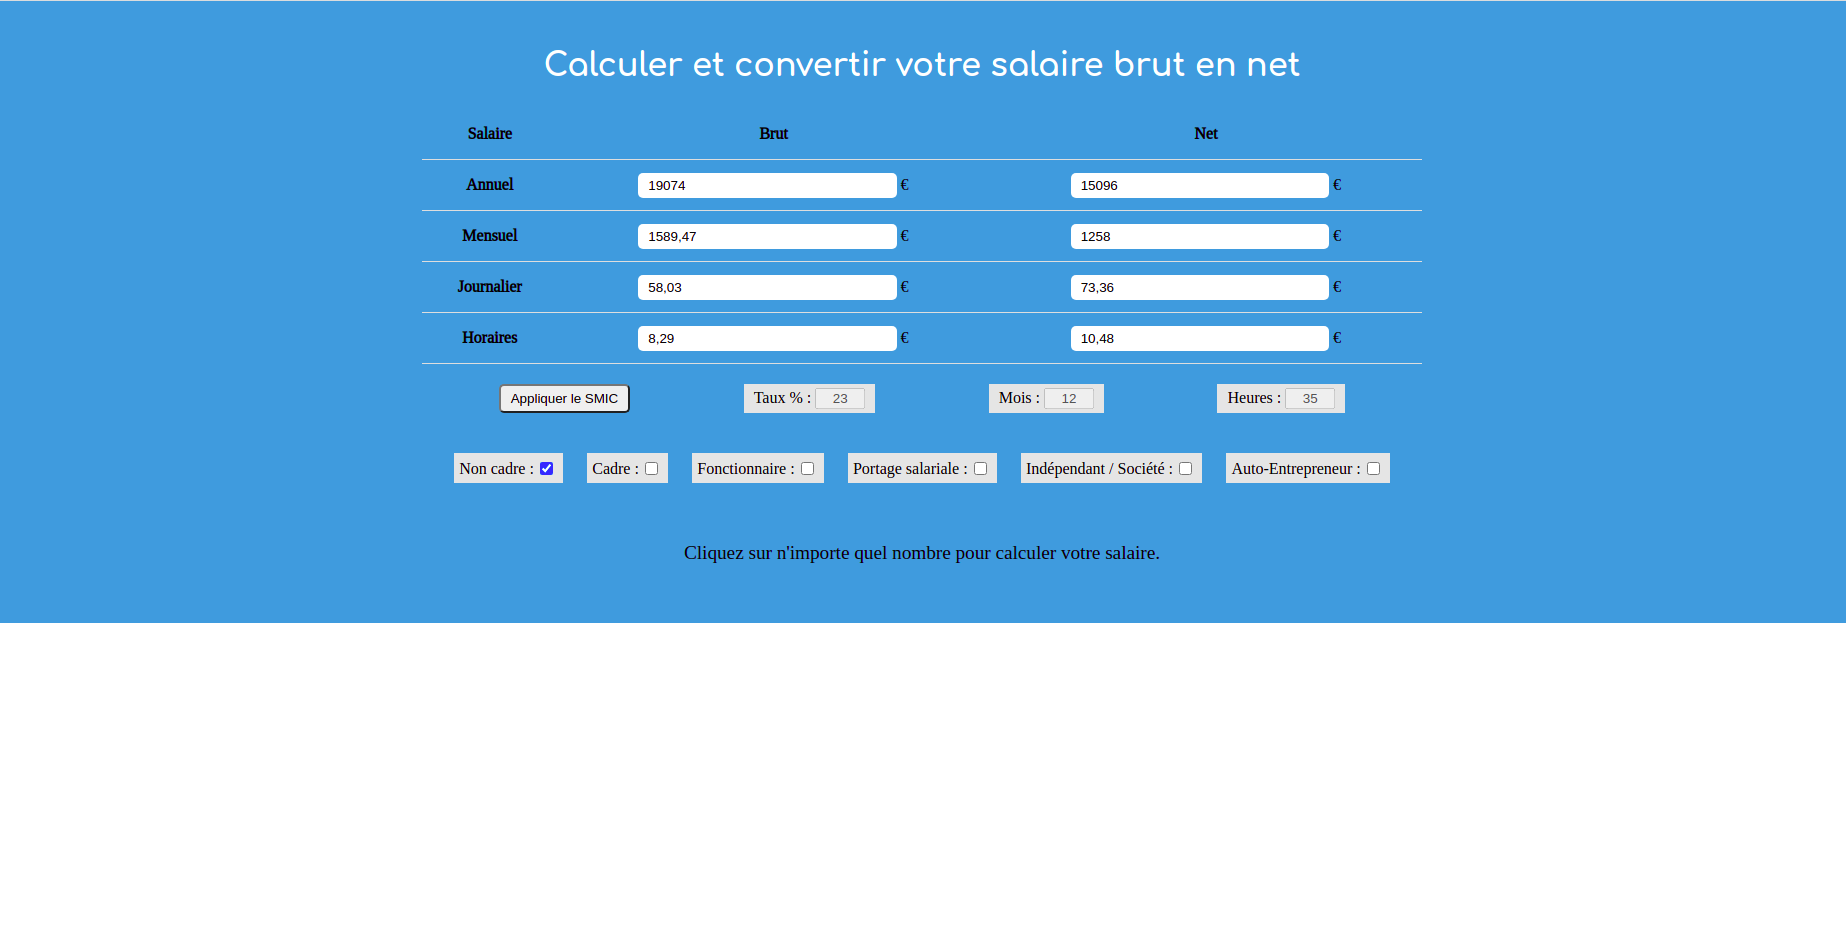 Calculer et convertir votre salaire brut en net
Salaire Brut Net
Annuel 19074 € 15096 €
Mensuel 1589,47 € 1258 €
Journalier 58,03 € 73,36 €
Horaires 8,29 € 10,48 €
Appliquer le SMIC Taux % : 23 Mois : 12 Heures : 35
Non cadre : Cadre : Fonctionnaire : Portage salariale : Indépendant / Société : Auto-Entrepreneur :
Cliquez sur n'importe quel nombre pour calculer votre salaire.